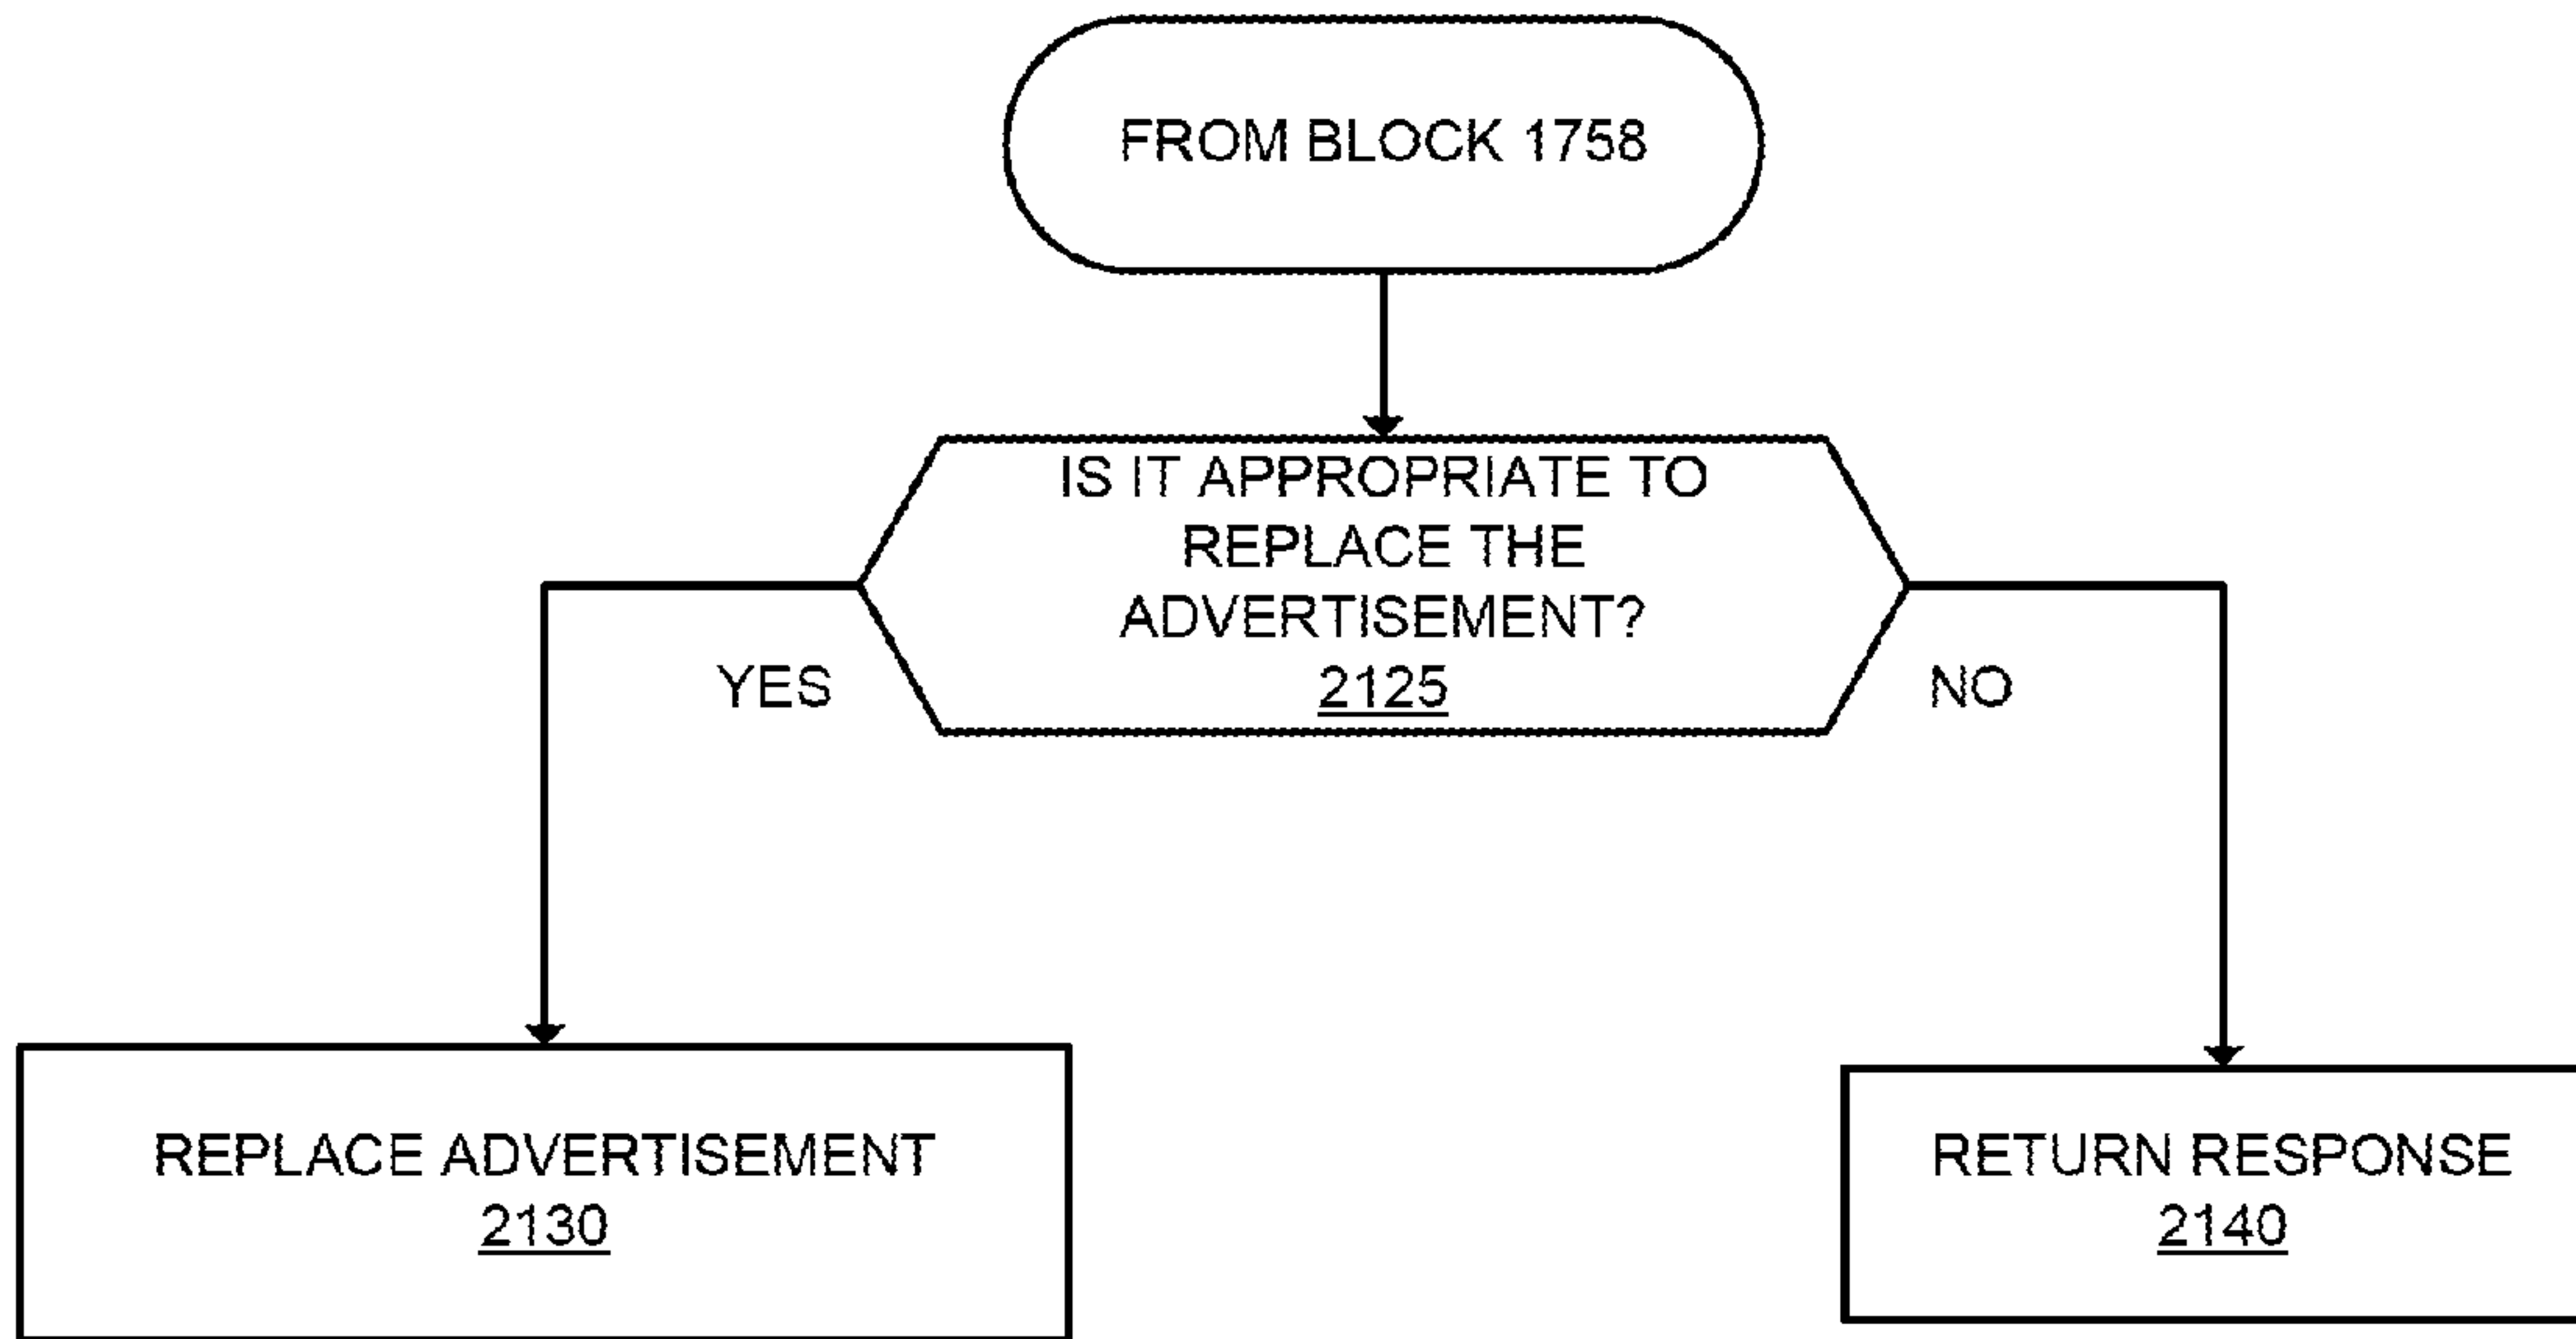 FROM BLOCK 1758
IS IT APPROPRIATE TO
REPLACE THE
ADVERTISEMENT?
2125
YES
NO
REPLACE ADVERTISEMENT
2130
RETURN RESPONSE
2140